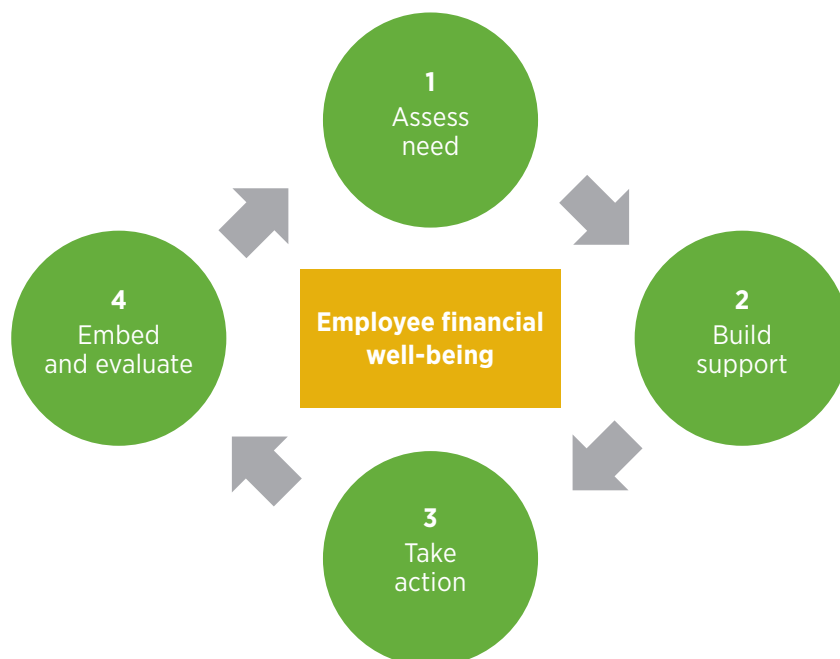 1
Assess
need
2
Build
support
3
Take
action
4
Embed
and evaluate
Employee financial
well-being